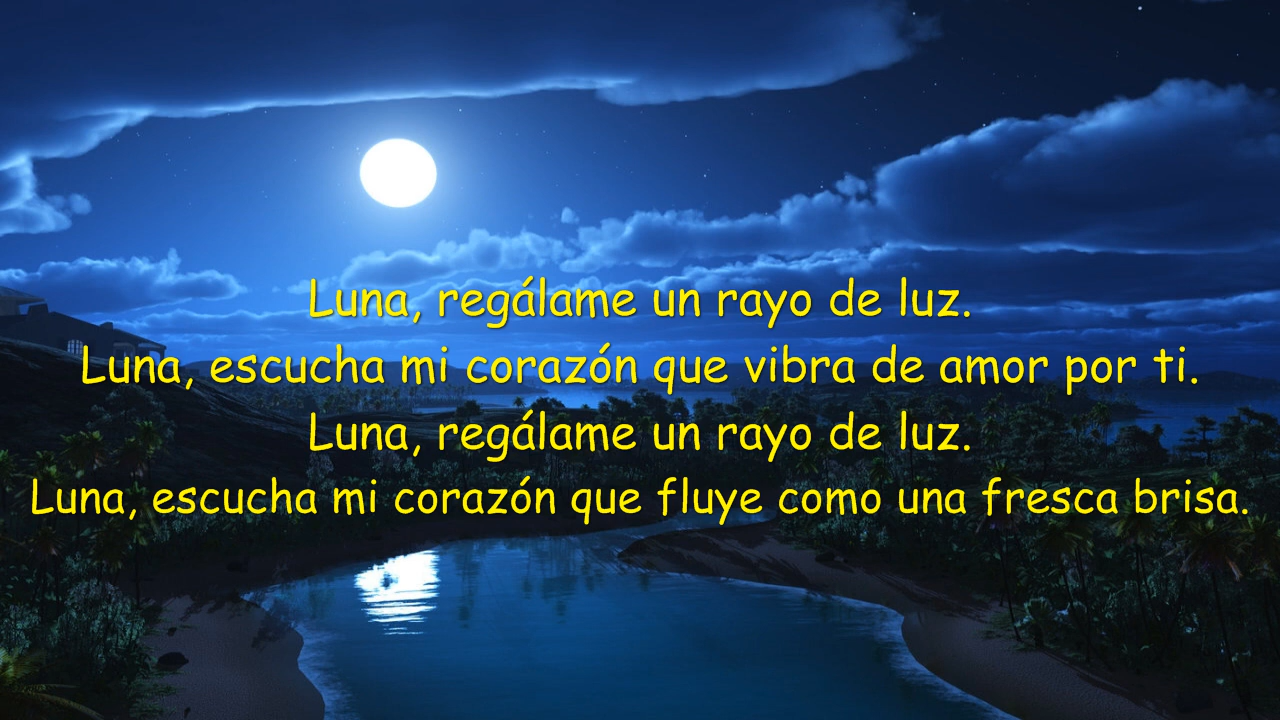 Luna, regálame un rayo de luz.
Luna, escucha mi corazón que vibra de amor por ti.
Luna, regálame un rayo de luz.
Luna, escucha mi corazón que fluye como una fresca brisa.